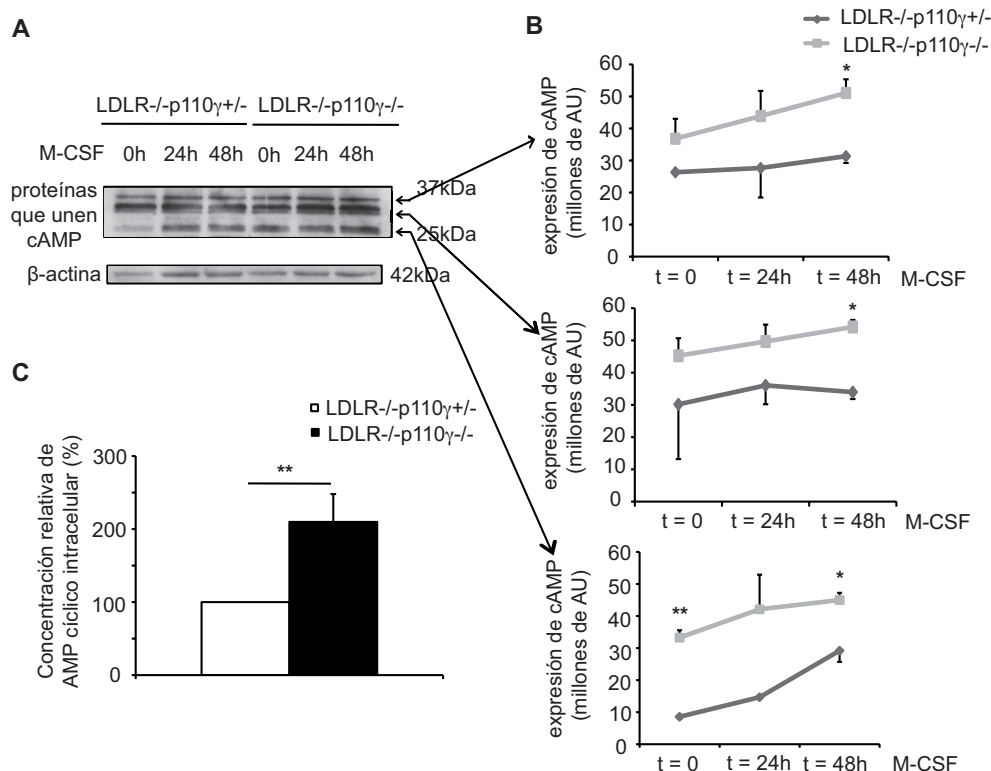 A
LDLR-/-p110γ+/- LDLR-/-p110γ-/-
M-CSF 0h 24h 48h 0h 24h 48h
proteínas
que unen
cAMP
37kDa
25kDa
β-actina
42kDa
B
LDLR-/-p110γ+/-
LDLR-/-p110γ-/-
expresión de cAMP
(millones de AU)
60
50
40
30
20
10
0
*
t = 0 t = 24h t = 48h M-CSF
expresión de cAMP
(millones de AU)
60
50
40
30
20
10
0
*
t = 0 t = 24h t = 48h M-CSF
expresión de cAMP
(millones de AU)
60
50
40
30
20
10
0
** *
t = 0 t = 24h t = 48h M-CSF
C
LDLR-/-p110γ+/-
LDLR-/-p110γ-/-
Concentración relativa de
AMP cíclico intracelular (%)
300
200
100
0
**